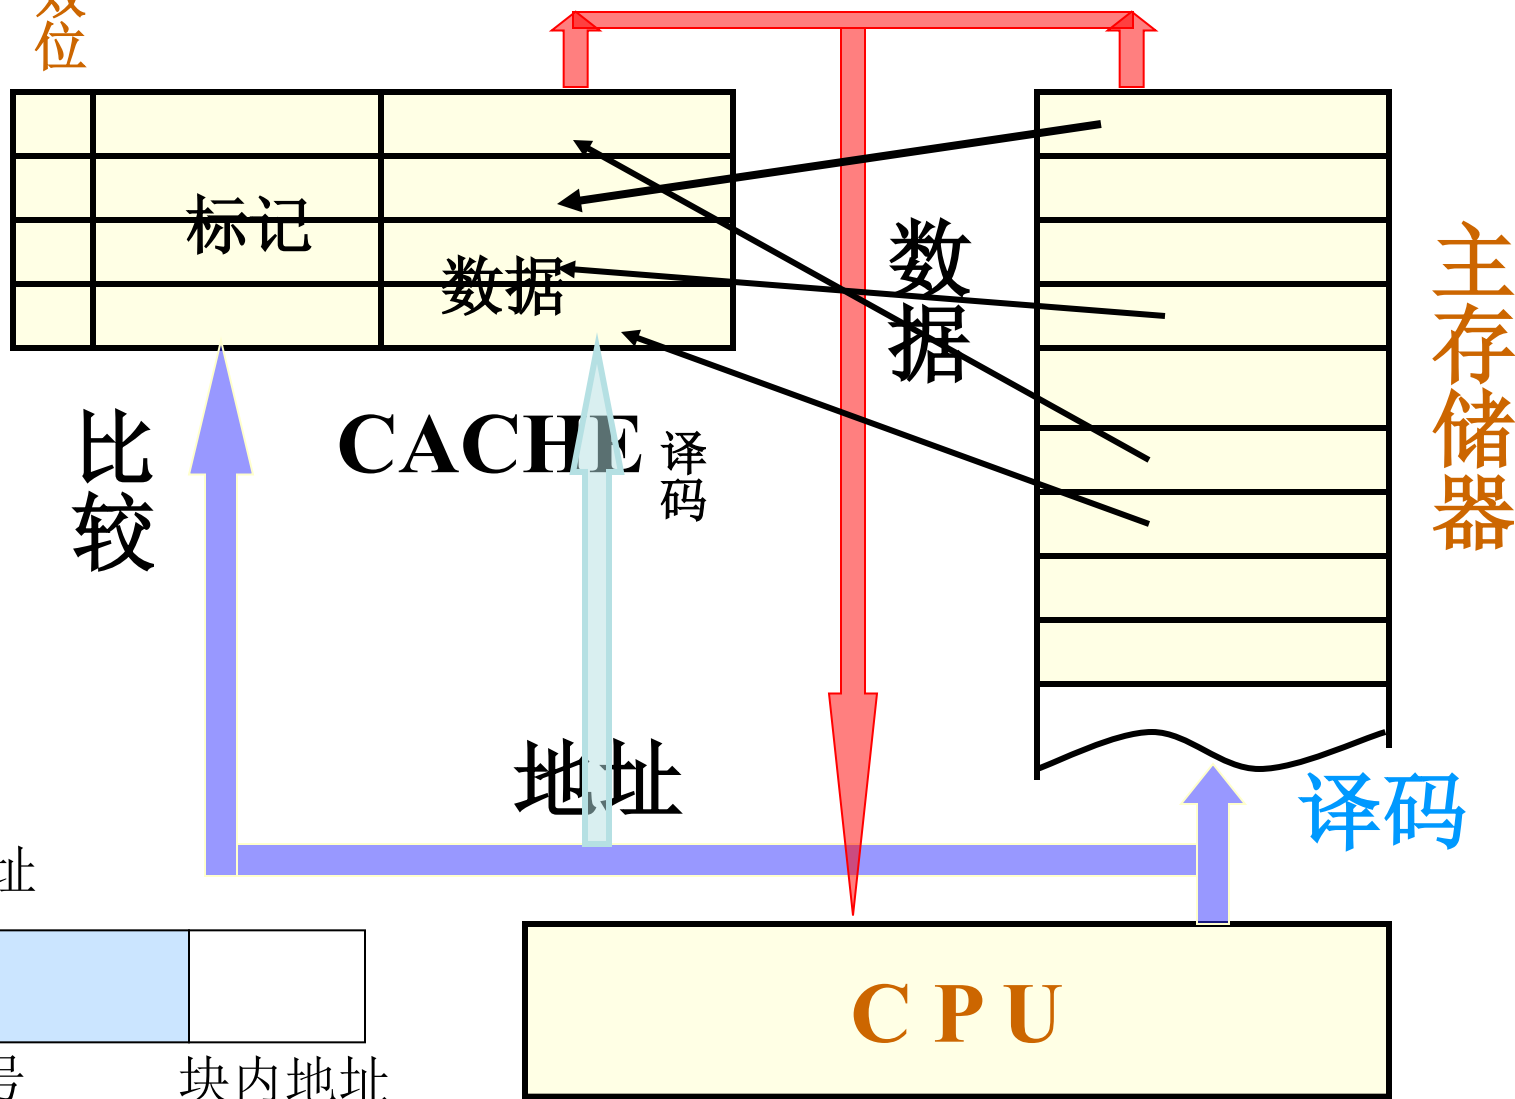 位
标记
数据
数据
主存储器
比较
CACHE
译码
地址
译码
址
CPU
号
块内地址